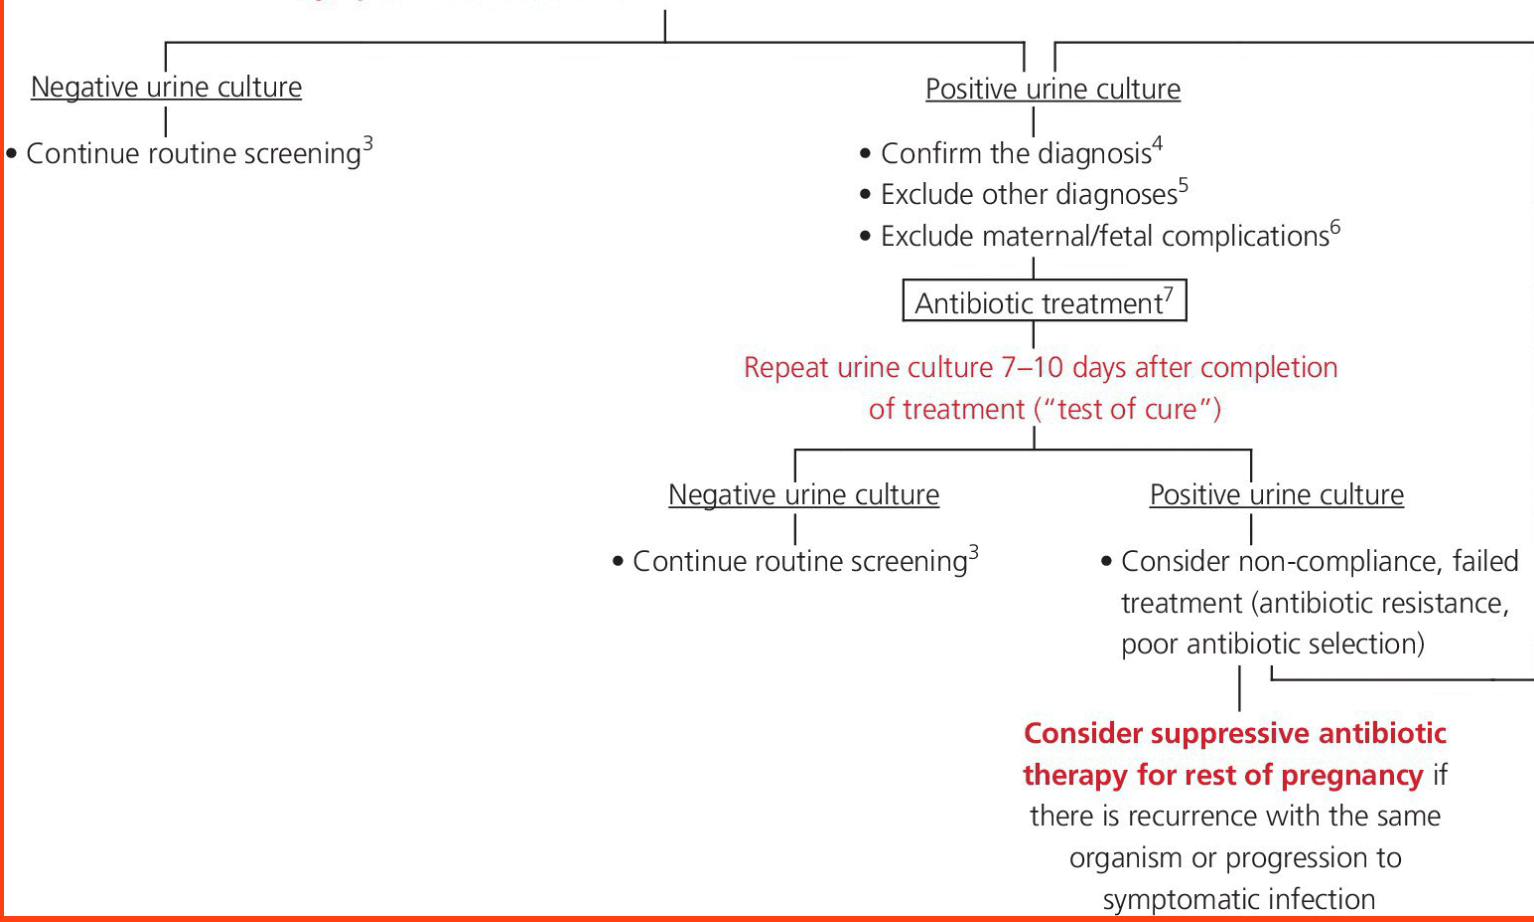 Negative urine culture
Positive urine culture
• Continue routine screening3
• Confirm the diagnosis4
• Exclude other diagnoses5
• Exclude maternal/fetal complications6
Antibiotic treatment7
Repeat urine culture 7–10 days after completion
of treatment (“test of cure”)
Negative urine culture
Positive urine culture
• Continue routine screening3
• Consider non-compliance, failed
treatment (antibiotic resistance,
poor antibiotic selection)
Consider suppressive antibiotic
therapy for rest of pregnancy if
there is recurrence with the same
organism or progression to
symptomatic infection